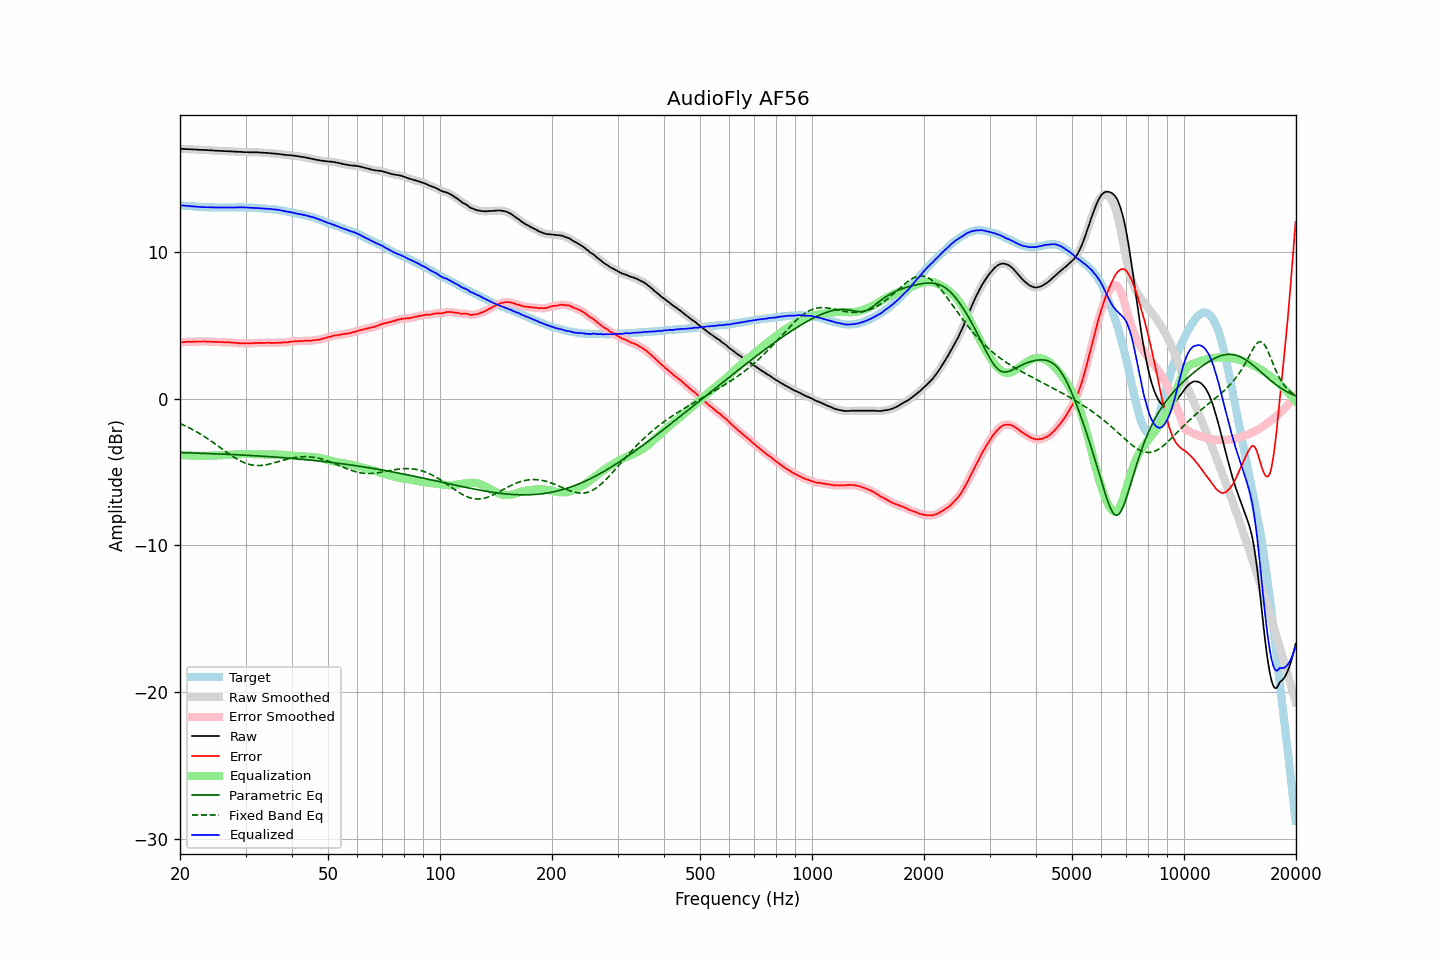 AudioFly AF56
Amplitude (dBr)
10
0
−10
−20
−30
Target
Raw Smoothed
Error Smoothed
Raw
Error
Equalization
Parametric Eq
Fixed Band Eq
Equalized
20 50 100 200 500 1000 2000 5000 10000 20000
Frequency (Hz)